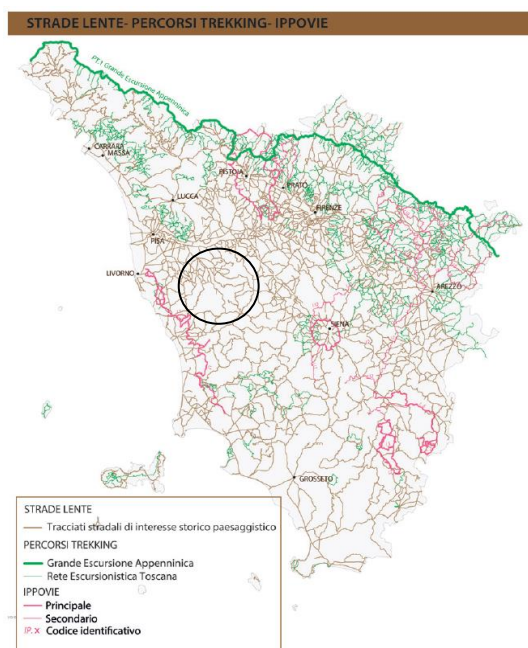 STRADE LENTE- PERCORSI TREKKING- IPPOVIE
PT.1 Grande Escursione Appenninica
CARRARA
MASSA
PISTOIA
PRATO
LUCCA
FIRENZE
PISA
LIVORNO
AREZZO
SIENA
GROSSETO
STRADE LENTE
Tracciati stradali di interesse storico paesaggistico
PERCORSI TREKKING
Grande Escursione Appenninica
Rete Escursionistica Toscana
IPPOVIE
Principale
Secondario
IP. x Codice identificativo